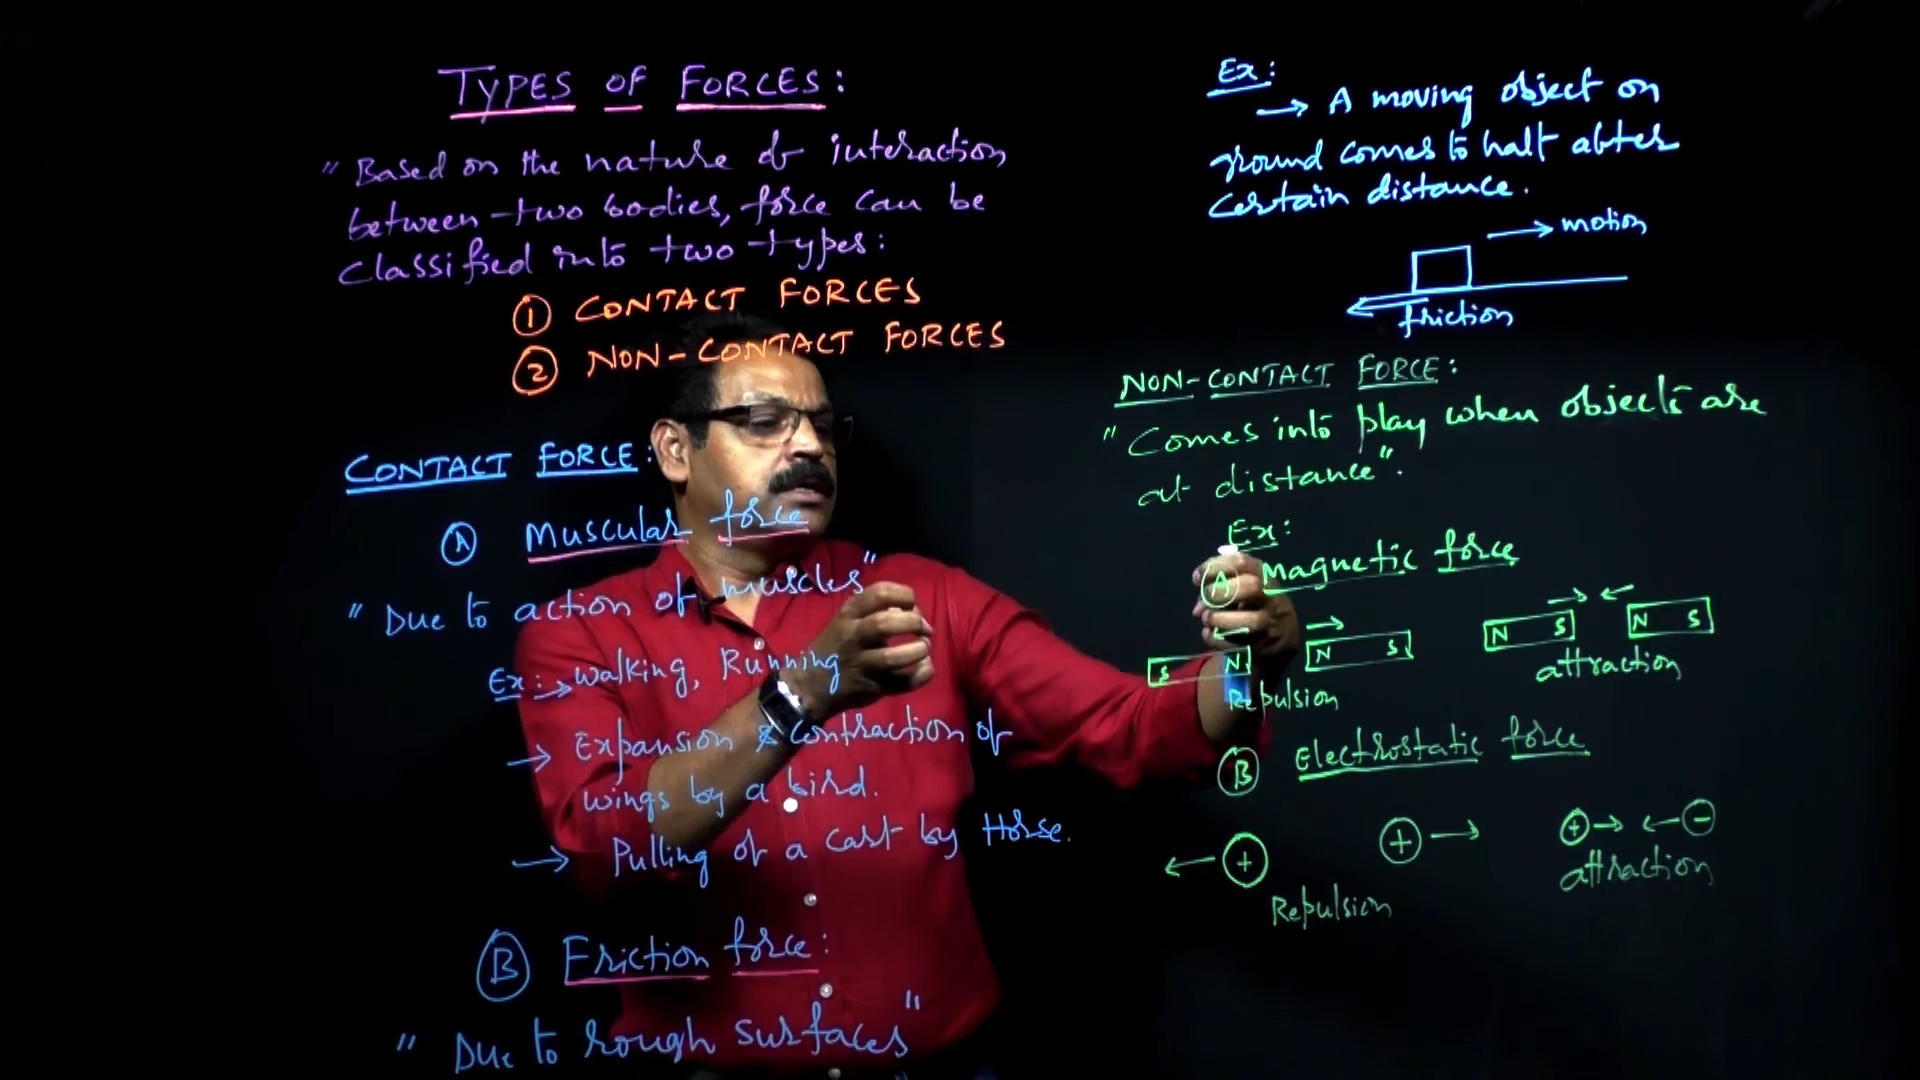 TYPES OF FORCES:
"Based on the nature of interaction
between two bodies, force can be
classified into two types:
1 CONTACT FORCES
2 NON-CONTACT FORCES
CONTACT FORCE:
A Muscular force
"Due to action of muscles"
Ex: → Walking, Running
→ Expansion & Contraction of
wings by a bird.
→ Pulling of a cart by Horse.
B Friction force:
"Due to rough surfaces"
Ex:
→ A moving object on
ground comes to halt after
certain distance.
→ motion
friction
NON-CONTACT FORCE:
"Comes into play when objects are
at distance".
Ex:
A Magnetic force
S N N S N S N S
Repulsion attraction
B Electrostatic force
← + + → + → ← −
Repulsion attraction